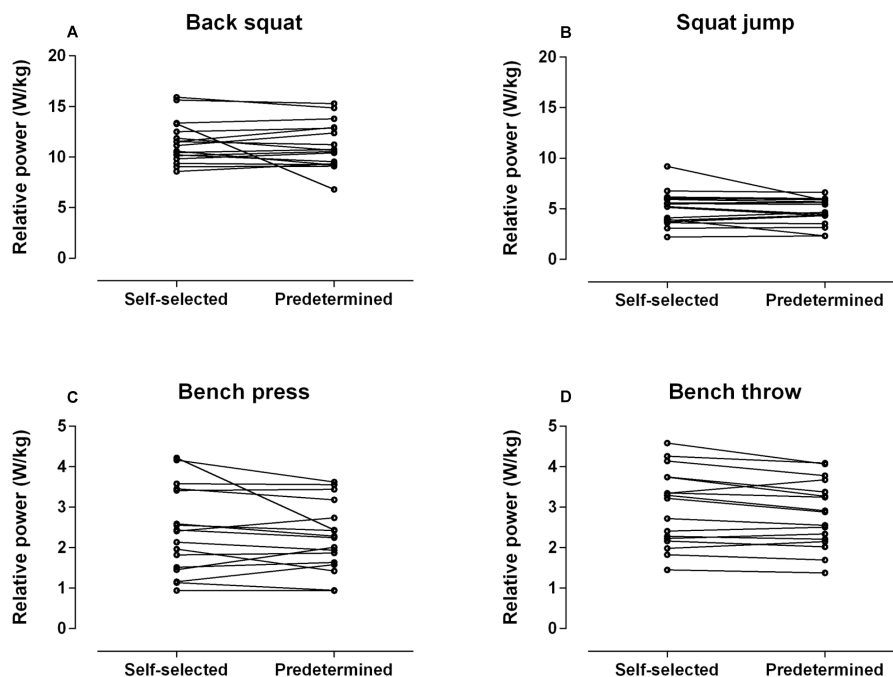 A
Back squat
Relative power (W/kg)
20
15
10
5
0
Self-selected
Predetermined
B
Squat jump
Relative power (W/kg)
20
15
10
5
0
Self-selected
Predetermined
C
Bench press
Relative power (W/kg)
5
4
3
2
1
0
Self-selected
Predetermined
D
Bench throw
Relative power (W/kg)
5
4
3
2
1
0
Self-selected
Predetermined